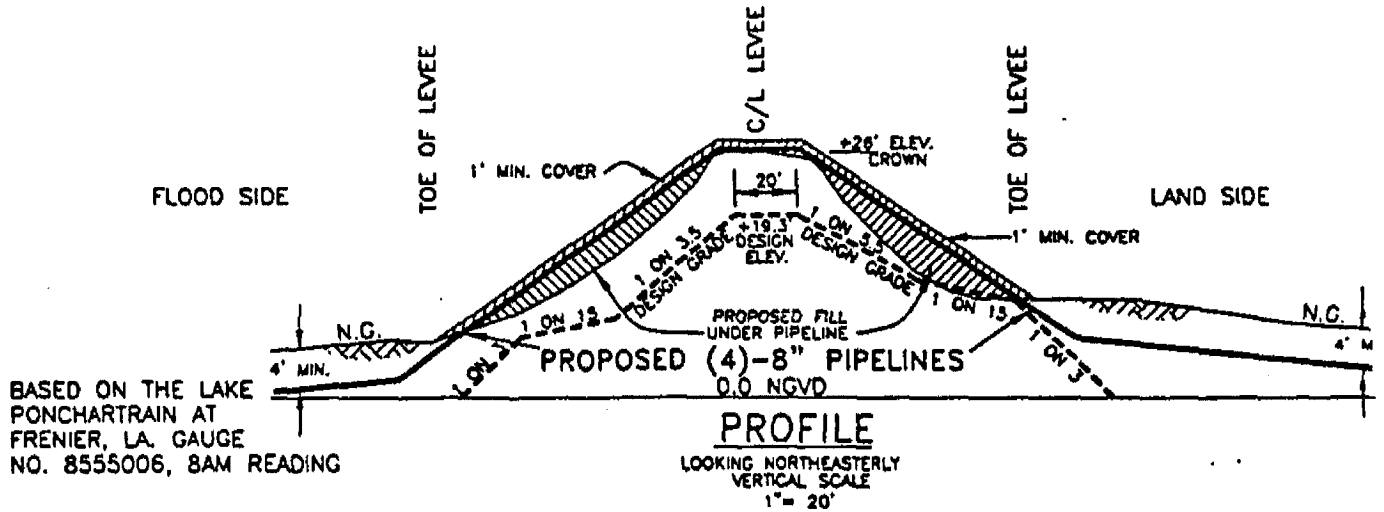 TOE OF LEVEE
C/L LEVEE
TOE OF LEVEE
FLOOD SIDE
1' MIN. COVER
+26' ELEV.
CROWN
LAND SIDE
20'
1' MIN. COVER
+19.3'
DESIGN
ELEV.
1 ON 3.5
DESIGN GRADE
1 ON 5.5
DESIGN GRADE
1 ON 15
1 ON 15
PROPOSED FILL
UNDER PIPELINE
N.G.
N.G.
4' MIN.
4' M
1 ON 3
PROPOSED (4)-8" PIPELINES
0.0 NGVD
BASED ON THE LAKE
PONCHARTRAIN AT
FRENIER, LA. GAUGE
NO. 8555006, 8AM READING
PROFILE
LOOKING NORTHEASTERLY
VERTICAL SCALE
1"= 20'